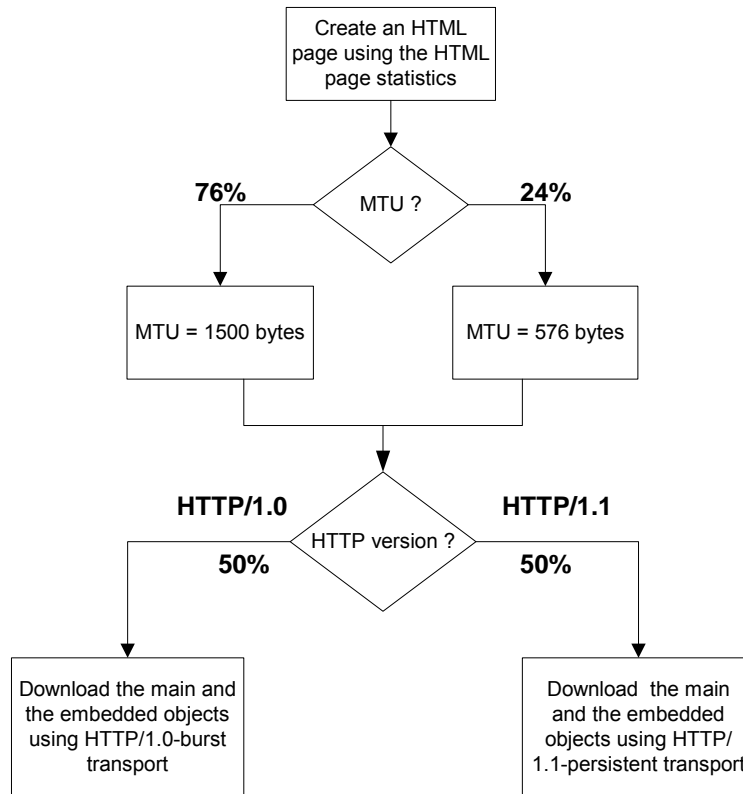 Create an HTML
page using the HTML
page statistics
76%
24%
MTU ?
MTU = 1500 bytes
MTU = 576 bytes
HTTP/1.0
HTTP/1.1
HTTP version ?
50%
50%
Download the main and
the embedded objects
using HTTP/1.0-burst
transport
Download the main
and the embedded
objects using HTTP/
1.1-persistent transport